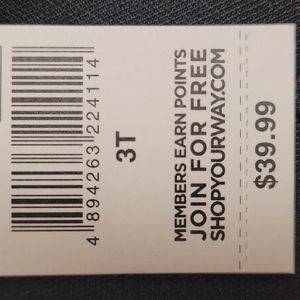 4 894263 224114
3T
MEMBERS EARN POINTS
JOIN FOR FREE
SHOPYOURWAY.COM
$39.99